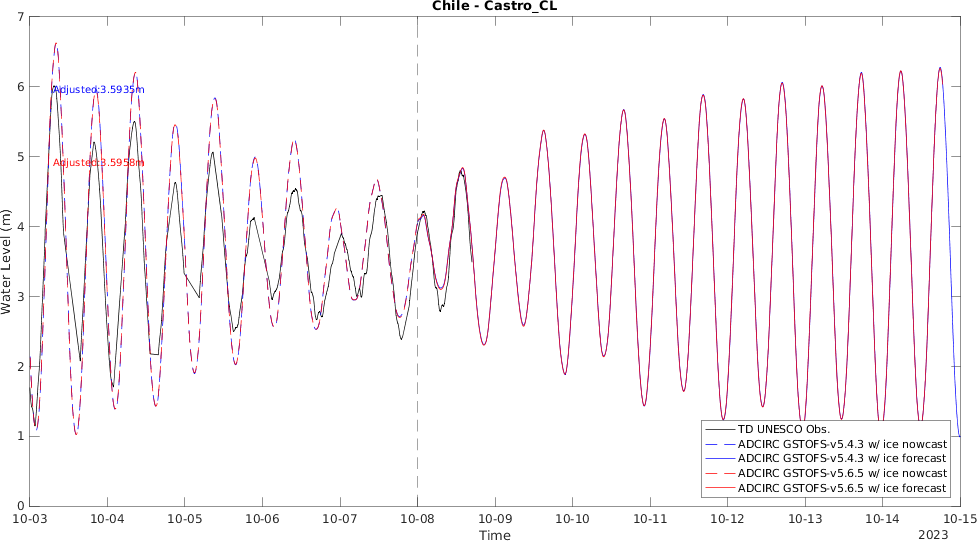 Chile - Castro_CL
7
6
5
4
3
2
1
0
Water Level (m)
Adjusted:3.5935m
Adjusted:3.5958m
TD UNESCO Obs.
ADCIRC GSTOFS-v5.4.3 w/ ice nowcast
ADCIRC GSTOFS-v5.4.3 w/ ice forecast
ADCIRC GSTOFS-v5.6.5 w/ ice nowcast
ADCIRC GSTOFS-v5.6.5 w/ ice forecast
10-03 10-04 10-05 10-06 10-07 10-08 10-09 10-10 10-11 10-12 10-13 10-14 10-15
Time
2023